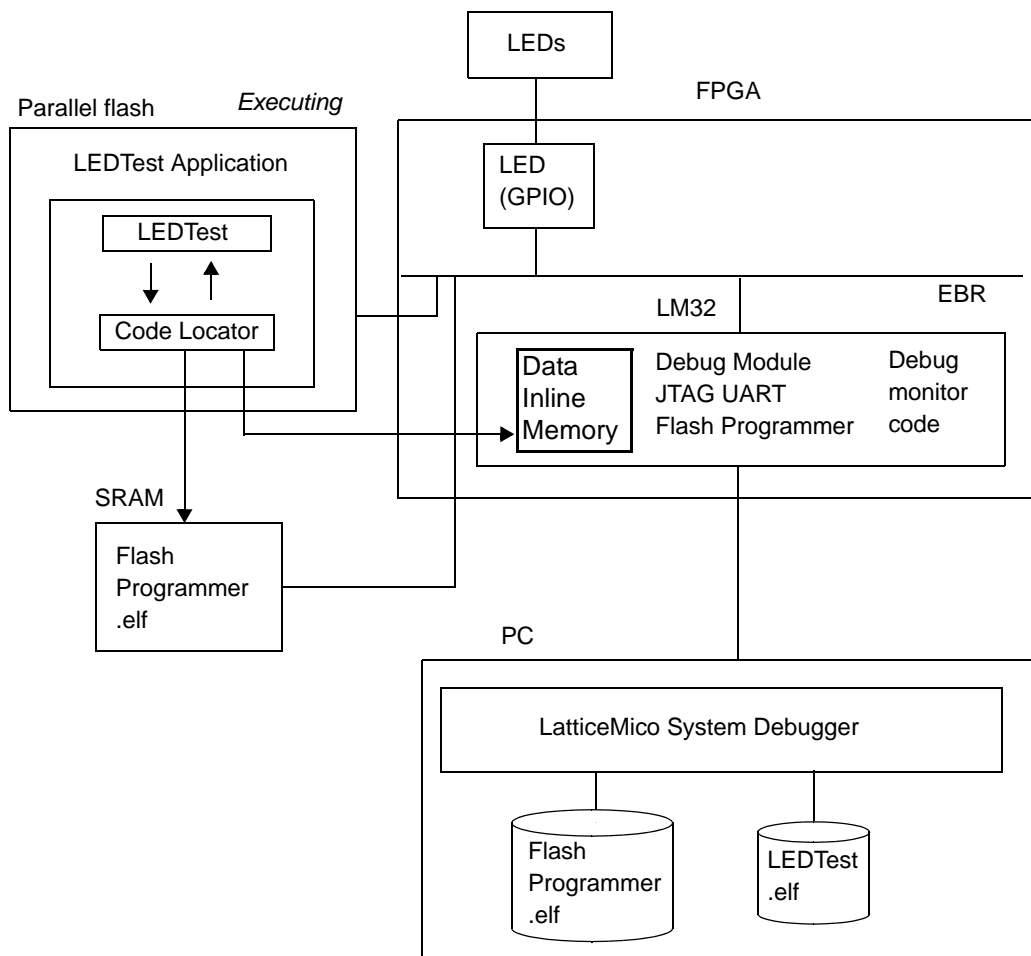 LEDs
FPGA
Parallel flash
Executing
LEDTest Application
LED
(GPIO)
LEDTest
Code Locator
LM32
EBR
Data
Inline
Memory
Debug Module
JTAG UART
Flash Programmer
Debug
monitor
code
SRAM
Flash
Programmer
.elf
PC
LatticeMico System Debugger
Flash
Programmer
.elf
LEDTest
.elf